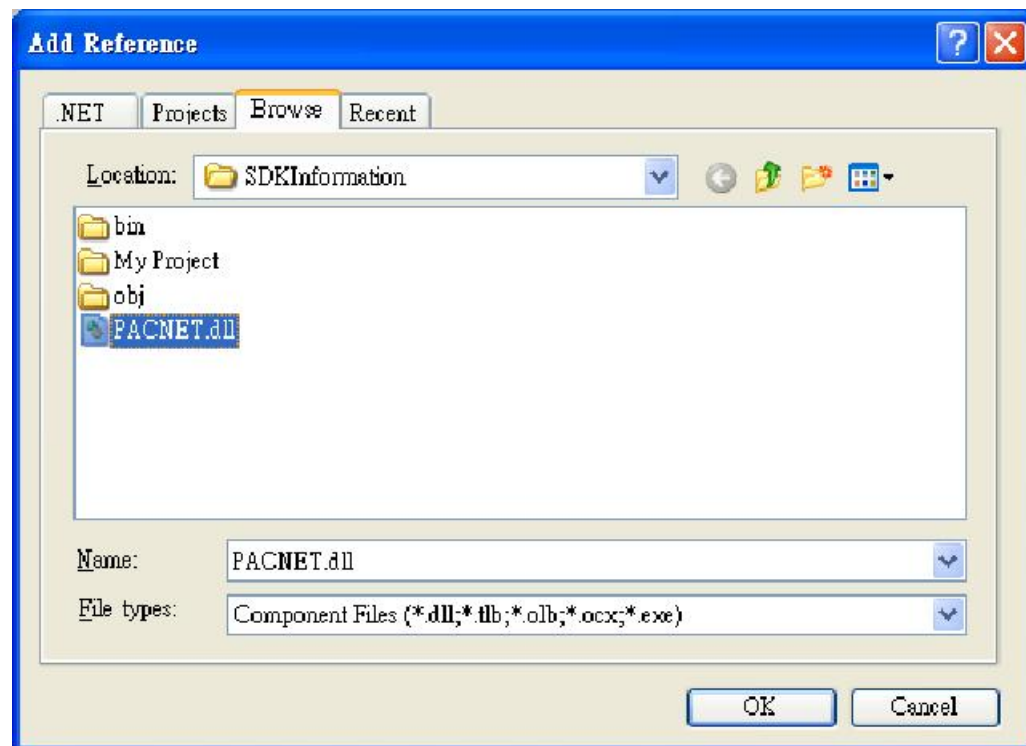 Add Reference
.NET Projects Browse Recent
Location: SDKInformation
bin
My Project
obj
PACNET.dll
Name: PACNET.dll
File types: Component Files (*.dll;*.tlb;*.olb;*.ocx;*.exe)
OK Cancel